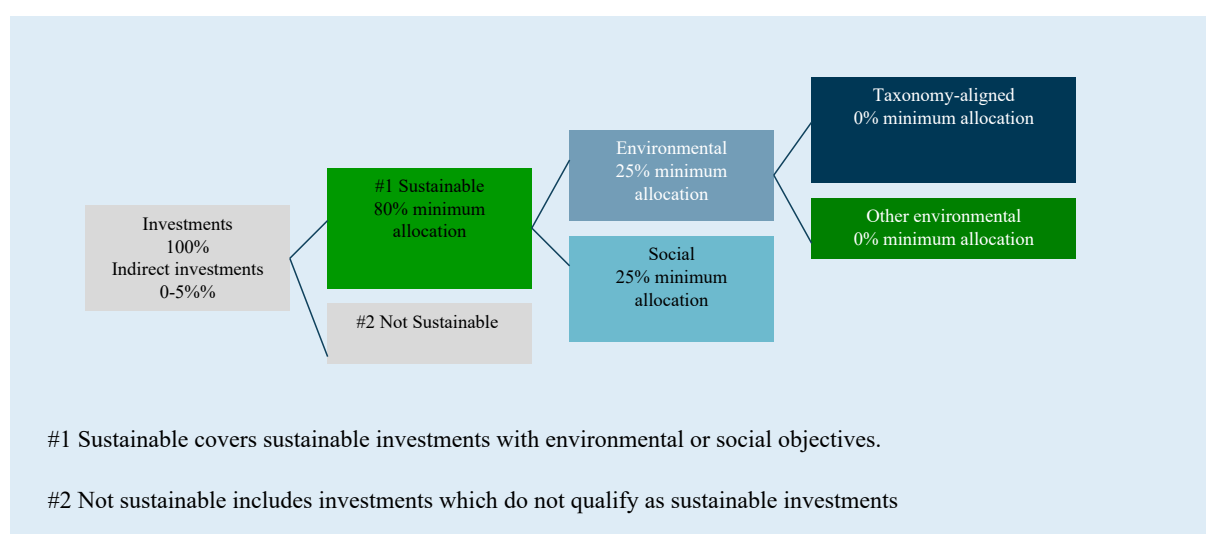 Investments
100%
Indirect investments
0-5%%
#1 Sustainable
80% minimum
allocation
#2 Not Sustainable
Environmental
25% minimum
allocation
Social
25% minimum
allocation
Taxonomy-aligned
0% minimum allocation
Other environmental
0% minimum allocation
#1 Sustainable covers sustainable investments with environmental or social objectives.
#2 Not sustainable includes investments which do not qualify as sustainable investments